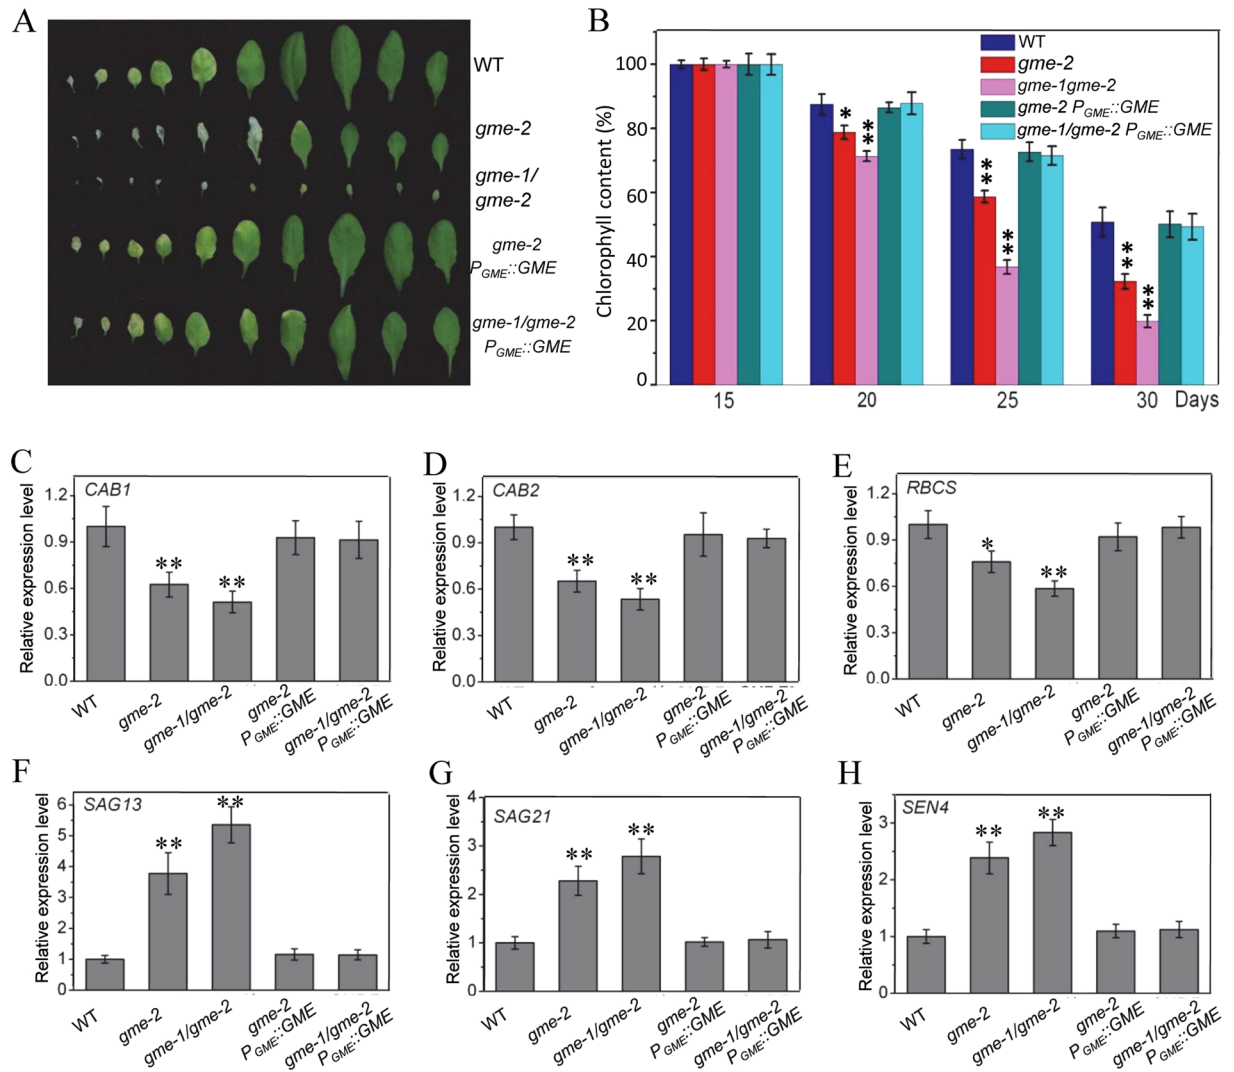 A
WT
gme-2
gme-1/
gme-2
gme-2
PGME::GME
gme-1/gme-2
PGME::GME
B
Chlorophyll content (%)
100
80
60
40
20
0
WT
gme-2
gme-1gme-2
gme-2 PGME::GME
gme-1/gme-2 PGME::GME
*
**
**
**
**
**
15 20 25 30 Days
C
Relative expression level
CAB1
1.2
0.9
0.6
0.3
0.0
**
**
WT
gme-2
gme-1/gme-2
gme-2
PGME::GME
gme-1/gme-2
PGME::GME
D
Relative expression level
CAB2
1.2
0.9
0.6
0.3
0.0
**
**
WT
gme-2
gme-1/gme-2
gme-2
PGME::GME
gme-1/gme-2
PGME::GME
E
Relative expression level
RBCS
1.2
0.9
0.6
0.3
0.0
*
**
WT
gme-2
gme-1/gme-2
gme-2
PGME::GME
gme-1/gme-2
PGME::GME
F
Relative expression level
SAG13
6
5
4
3
2
1
0
**
**
WT
gme-2
gme-1/gme-2
gme-2
PGME::GME
gme-1/gme-2
PGME::GME
G
Relative expression level
SAG21
4
3
2
1
0
**
**
WT
gme-2
gme-1/gme-2
gme-2
PGME::GME
gme-1/gme-2
PGME::GME
H
Relative expression level
SEN4
3
2
1
0
**
**
WT
gme-2
gme-1/gme-2
gme-2
PGME::GME
gme-1/gme-2
PGME::GME